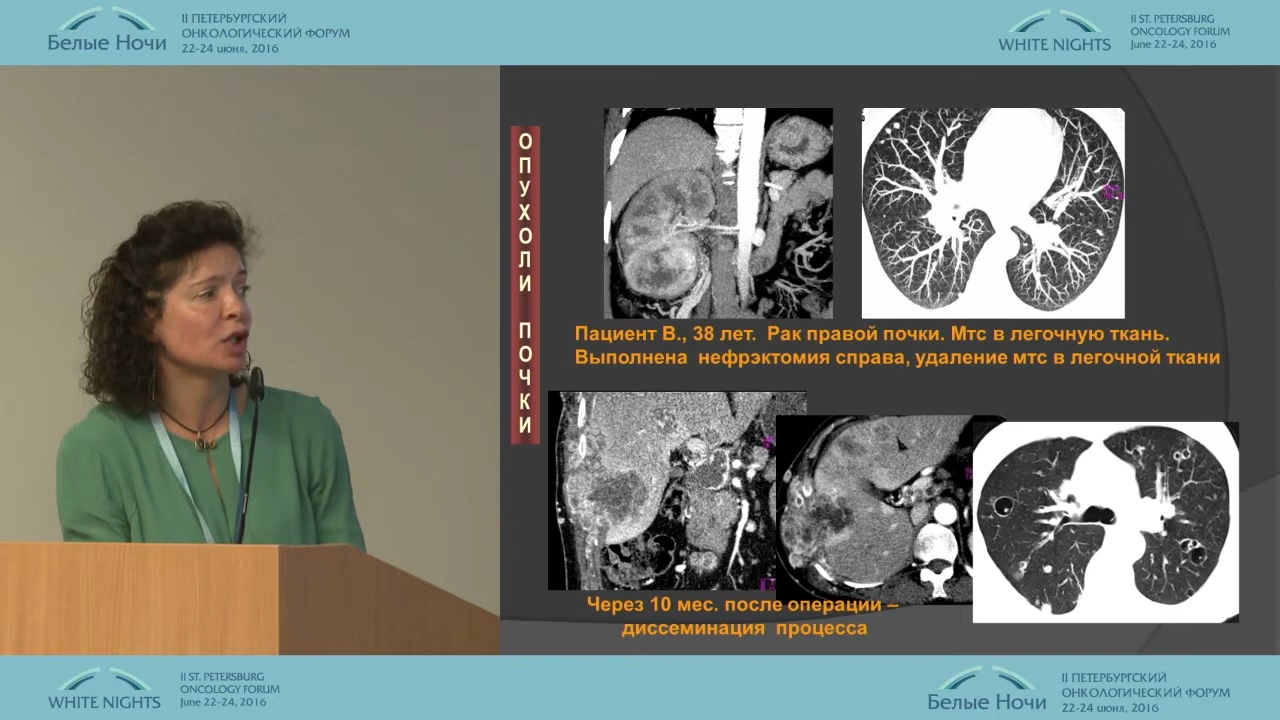 Белые Ночи
II ПЕТЕРБУРГСКИЙ
ОНКОЛОГИЧЕСКИЙ ФОРУМ
22-24 июня, 2016
WHITE NIGHTS
II ST. PETERSBURG
ONCOLOGY FORUM
June 22-24, 2016
ОПУХОЛИ ПОЧКИ
Пациент В., 38 лет. Рак правой почки. Мтс в легочную ткань.
Выполнена нефрэктомия справа, удаление мтс в легочной ткани
Через 10 мес. после операции –
диссеминация процесса
WHITE NIGHTS
II ST. PETERSBURG
ONCOLOGY FORUM
June 22-24, 2016
Белые Ночи
II ПЕТЕРБУРГСКИЙ
ОНКОЛОГИЧЕСКИЙ ФОРУМ
22-24 июня, 2016